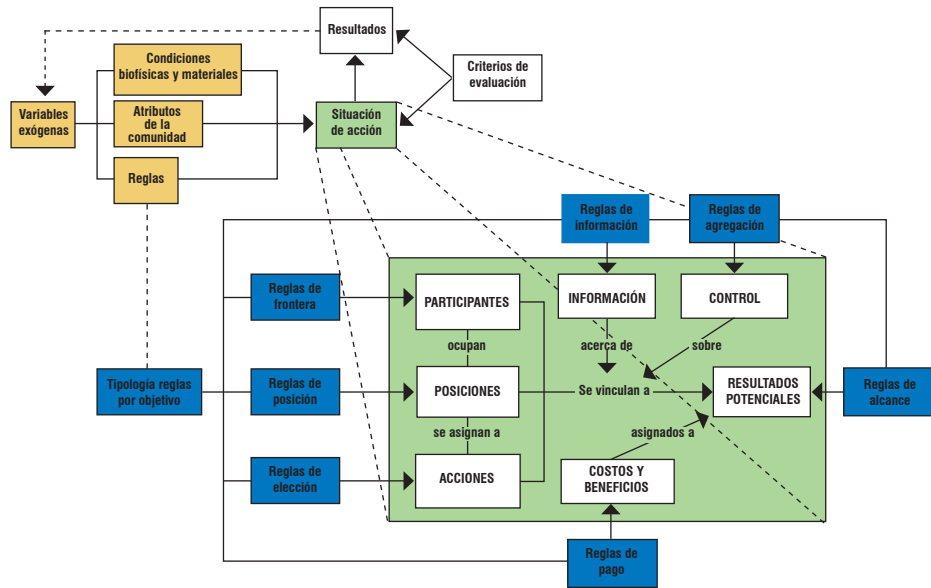 Resultados
Condiciones
biofísicas y materiales
Criterios de
evaluación
Variables
exógenas
Atributos
de la
comunidad
Situación
de acción
Reglas
Reglas de
información
Reglas de
agregación
Reglas de
frontera
PARTICIPANTES
INFORMACIÓN
CONTROL
ocupan
acerca de
sobre
Tipología reglas
por objetivo
Reglas de
posición
POSICIONES
Se vinculan a
RESULTADOS
POTENCIALES
Reglas de
alcance
se asignan a
asignados a
Reglas de
elección
ACCIONES
COSTOS Y
BENEFICIOS
Reglas de
pago